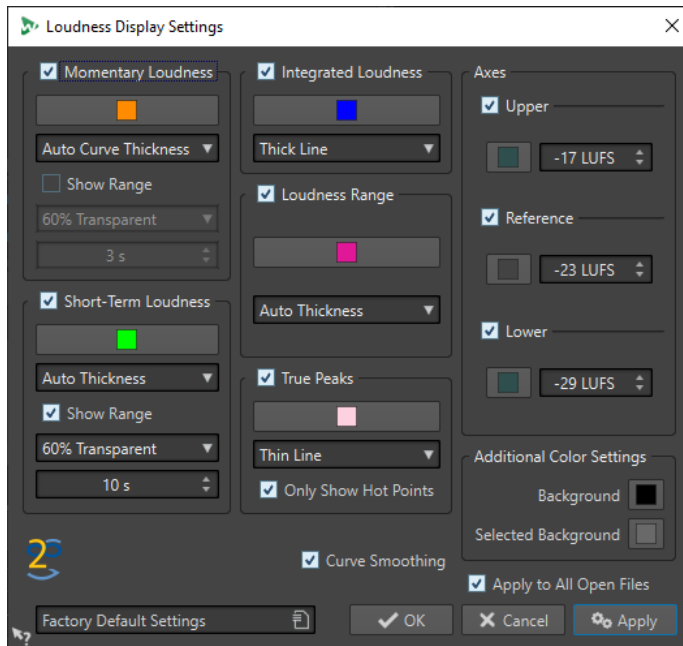 Loudness Display Settings
Momentary Loudness
Auto Curve Thickness
Show Range
60% Transparent
3 s
Short-Term Loudness
Auto Thickness
Show Range
60% Transparent
10 s
Integrated Loudness
Thick Line
Loudness Range
Auto Thickness
True Peaks
Thin Line
Only Show Hot Points
Curve Smoothing
Axes
Upper
-17 LUFS
Reference
-23 LUFS
Lower
-29 LUFS
Additional Color Settings
Background
Selected Background
Apply to All Open Files
2
?
Factory Default Settings
OK
Cancel
Apply